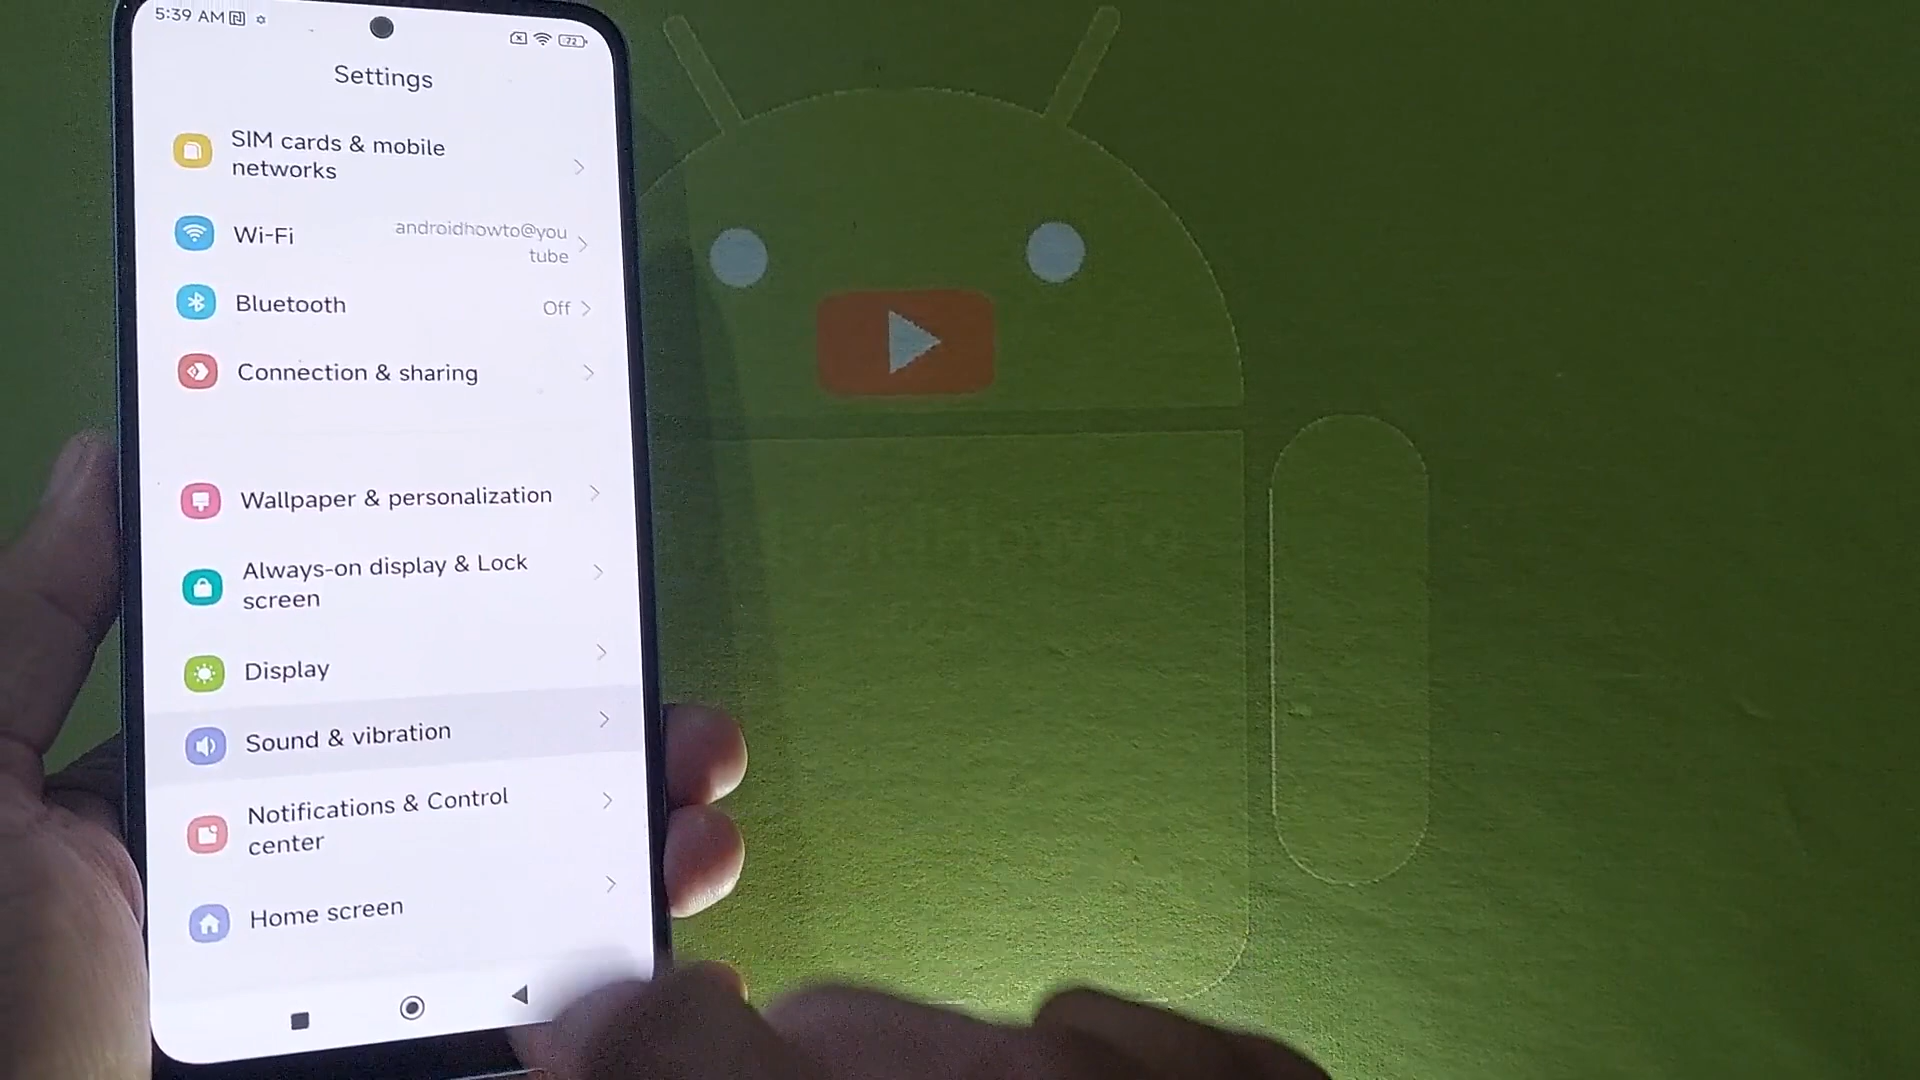 5:39 AM
72
Settings
SIM cards & mobile
networks
Wi-Fi
androidhowto@you
tube
Bluetooth
Off
Connection & sharing
Wallpaper & personalization
Always-on display & Lock
screen
Display
Sound & vibration
Notifications & Control
center
Home screen